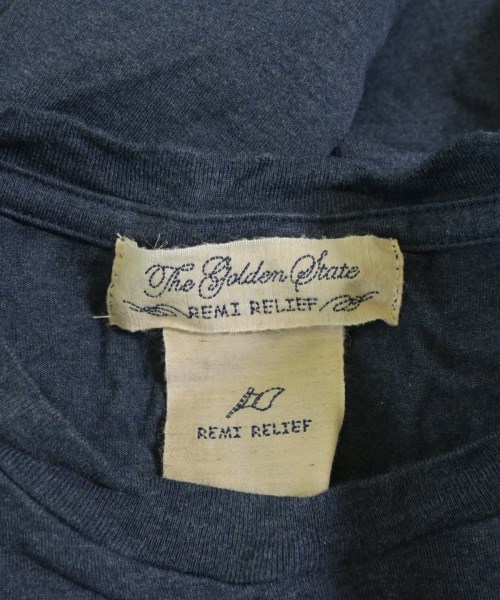 The Golden State
REMI RELIEF
REMI RELIEF